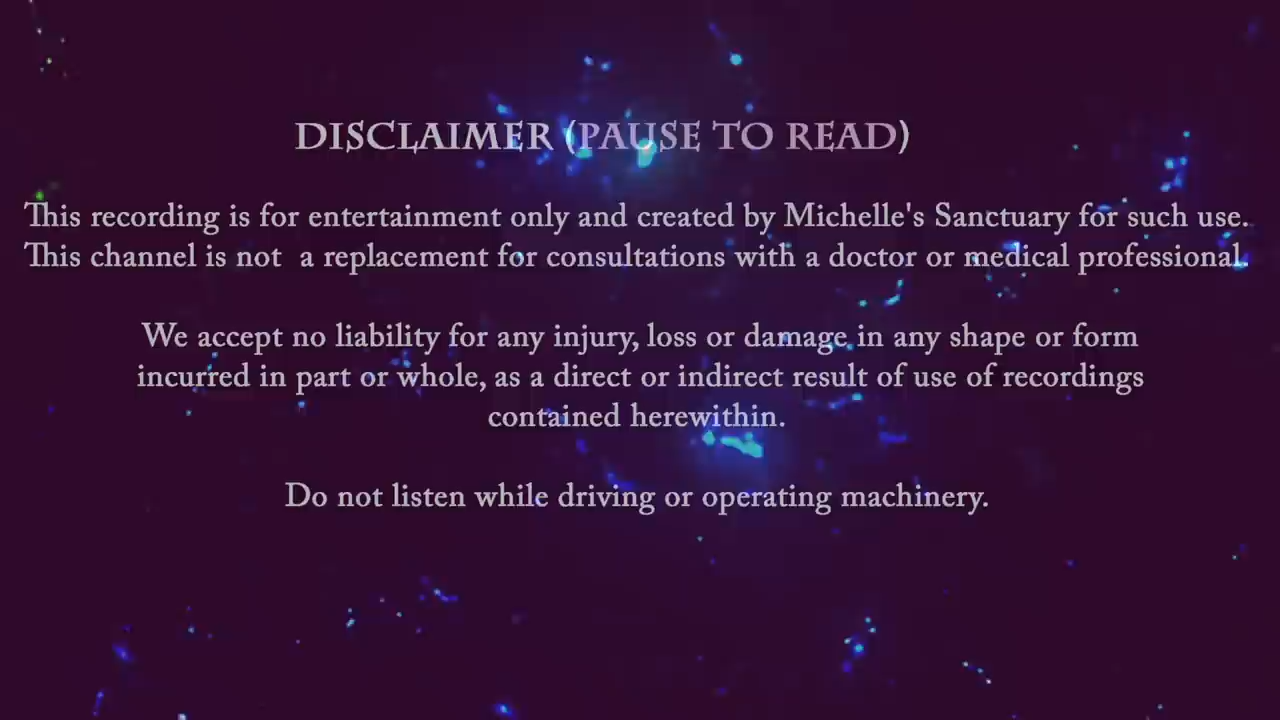 DISCLAIMER (PAUSE TO READ)
This recording is for entertainment only and created by Michelle's Sanctuary for such use.
This channel is not  a replacement for consultations with a doctor or medical professional.
We accept no liability for any injury, loss or damage in any shape or form
incurred in part or whole, as a direct or indirect result of use of recordings
contained herewithin.
Do not listen while driving or operating machinery.